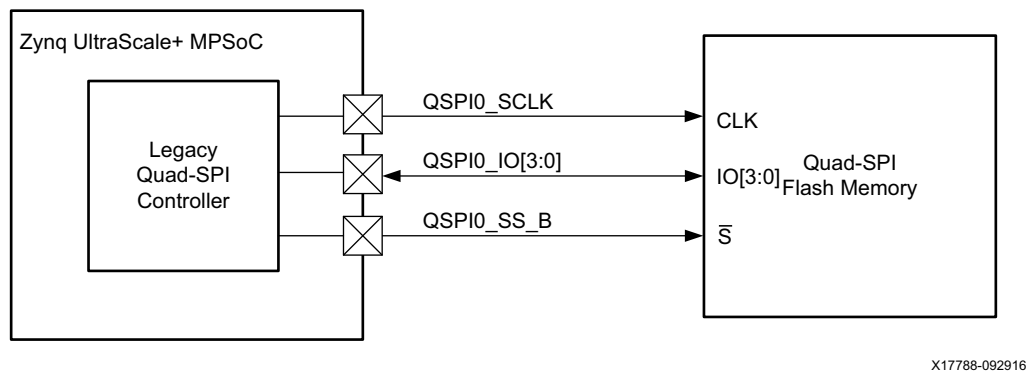 Zynq UltraScale+ MPSoC
Legacy
Quad-SPI
Controller
QSPI0_SCLK
QSPI0_IO[3:0]
QSPI0_SS_B
CLK
IO[3:0]
S̅
Quad-SPI
Flash Memory
X17788-092916